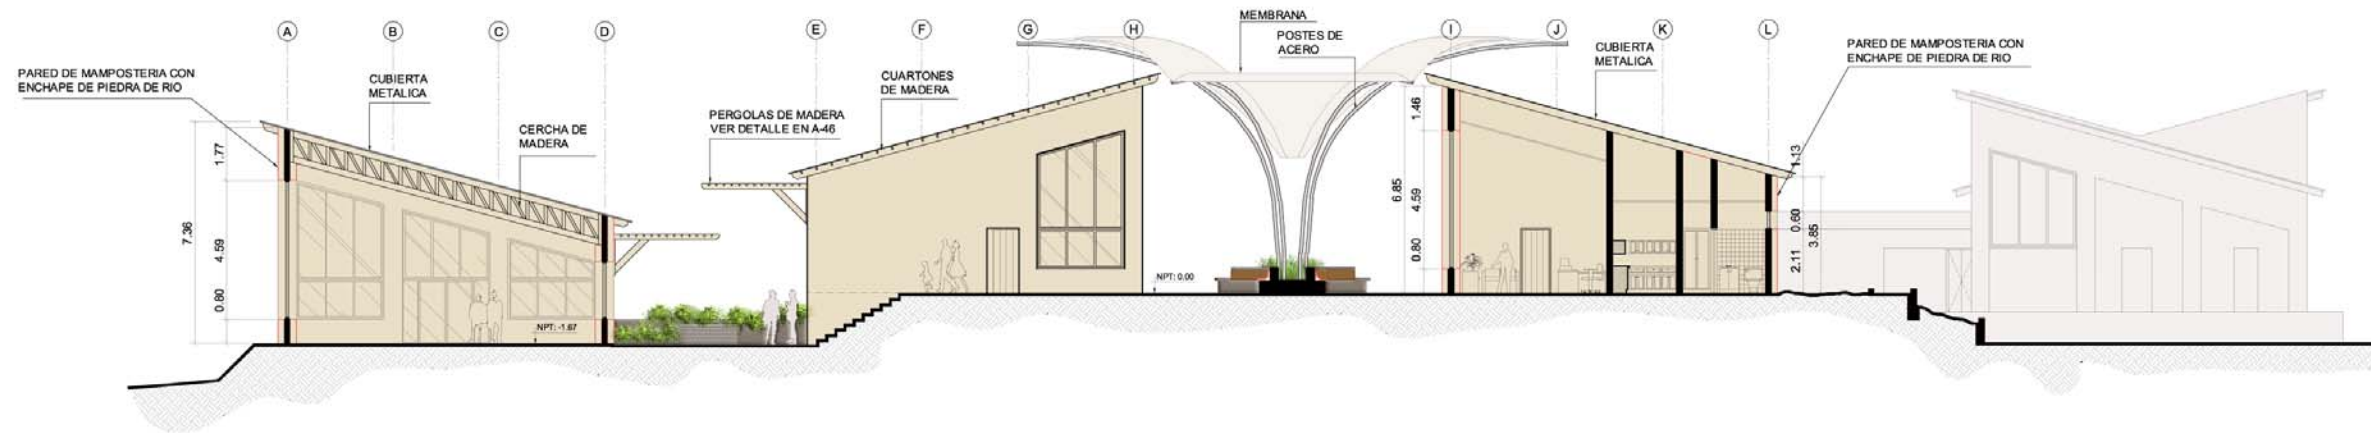 A
B
C
D
E
F
G
H
I
J
K
L
PARED DE MAMPOSTERIA CON
ENCHAPE DE PIEDRA DE RIO
CUBIERTA
METALICA
CERCHA DE
MADERA
PERGOLAS DE MADERA
VER DETALLE EN A-46
CUARTONES
DE MADERA
MEMBRANA
POSTES DE
ACERO
CUBIERTA
METALICA
PARED DE MAMPOSTERIA CON
ENCHAPE DE PIEDRA DE RIO
7.36
1.77
4.59
0.80
NPT: -1.67
NPT: 0.00
6.85
1.46
4.59
0.80
1.13
0.60
2.11
3.85